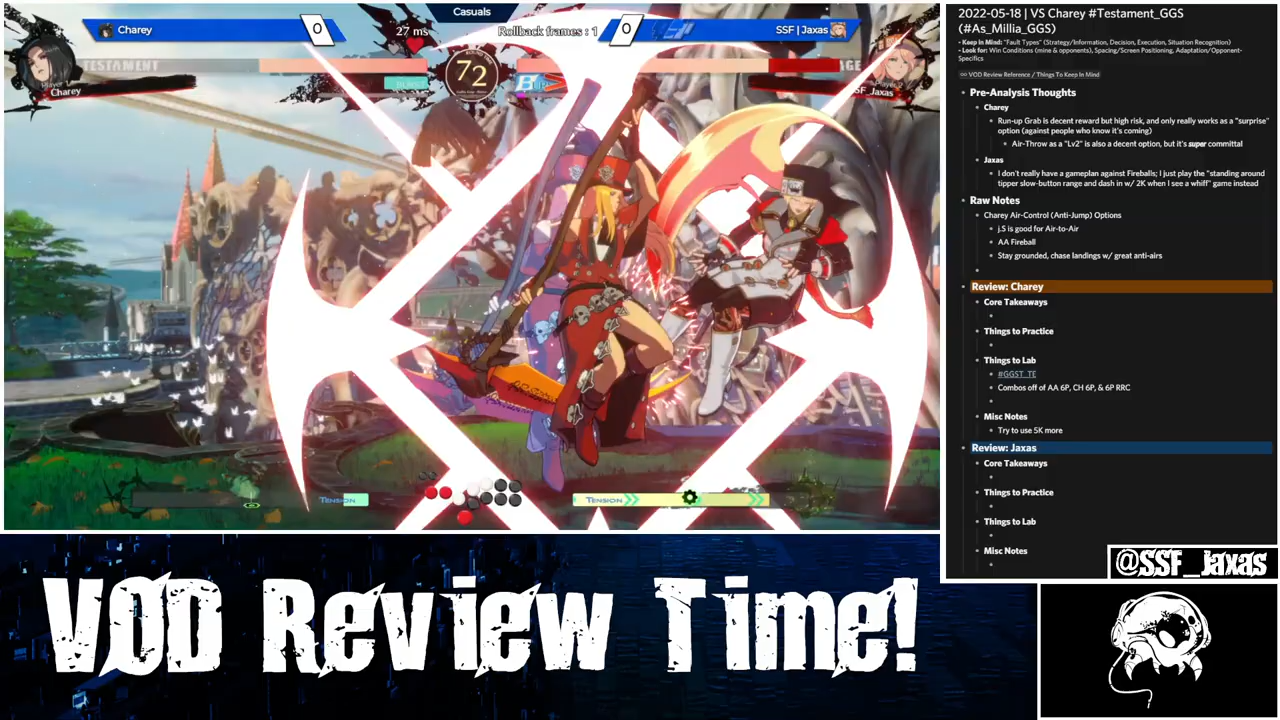 Casuals
Charey
0
27 ms
Rollback frames : 1
0
SSF | Jaxas
TESTAMENT
72
Charey
SF_Jaxas
TENSION
TENSION
2022-05-18 | VS Charey #Testament_GGS
(#As_Millia_GGS)
• Keep In Mind: "Fault Types" (Strategy/Information, Decision, Execution, Situation Recognition)
• Look for: Win Conditions (mine & opponents), Spacing/Screen Positioning, Adaptation/Opponent-
Specifics
VOD Review Reference / Things To Keep In Mind
• Pre-Analysis Thoughts
• Charey
• Run-up Grab is decent reward but high risk, and only really works as a "surprise"
option (against people who know it's coming)
• Air-Throw as a "Lv2" is also a decent option, but it's super committal
• Jaxas
• I don't really have a gameplan against Fireballs; I just play the "standing around
tipper slow-button range and dash in w/ 2K when I see a whiff" game instead
• Raw Notes
• Charey Air-Control (Anti-Jump) Options
• j.S is good for Air-to-Air
• AA Fireball
• Stay grounded, chase landings w/ great anti-airs
• Review: Charey
• Core Takeaways
• Things to Practice
• Things to Lab
• #GGST_TE
• Combos off of AA 6P, CH 6P, & 6P RRC
• Misc Notes
• Try to use 5K more
• Review: Jaxas
• Core Takeaways
• Things to Practice
• Things to Lab
• Misc Notes
@SSF_Jaxas
VOD Review Time!